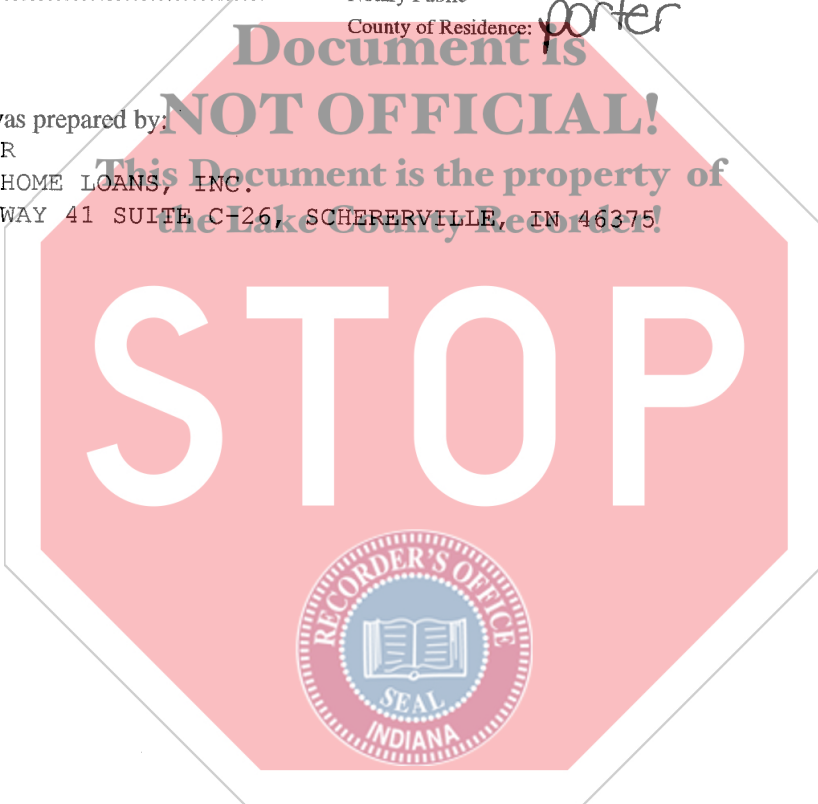 Notary Public
County of Residence: porter
Document is
NOT OFFICIAL!
as prepared by:
R
This Document is the property of
HOME LOANS, INC.
WAY 41 SUITE C-26, SCHERERVILLE, IN 46375
the Lake County Recorder!
STOP
RECORDER'S OFFICE
SEAL
INDIANA